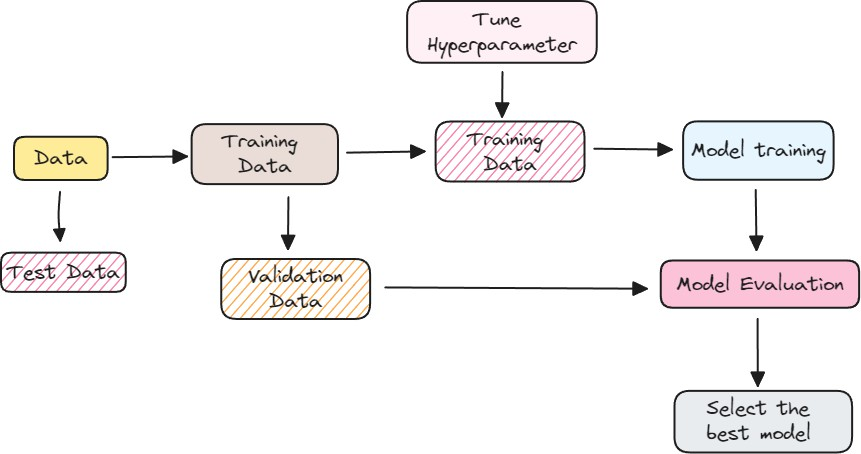 Tune
Hyperparameter
Data
Training
Data
Training
Data
Model training
Test Data
Validation
Data
Model Evaluation
Select the
best model